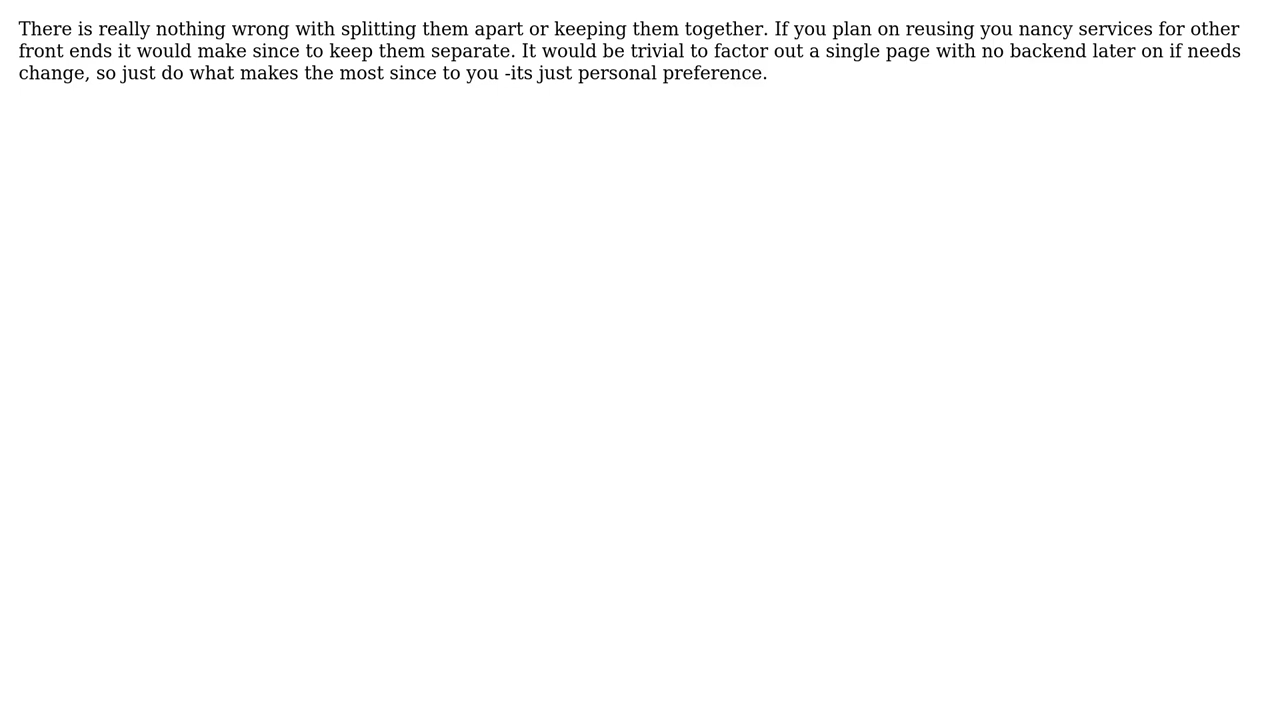 There is really nothing wrong with splitting them apart or keeping them together. If you plan on reusing you nancy services for other
front ends it would make since to keep them separate. It would be trivial to factor out a single page with no backend later on if needs
change, so just do what makes the most since to you -its just personal preference.